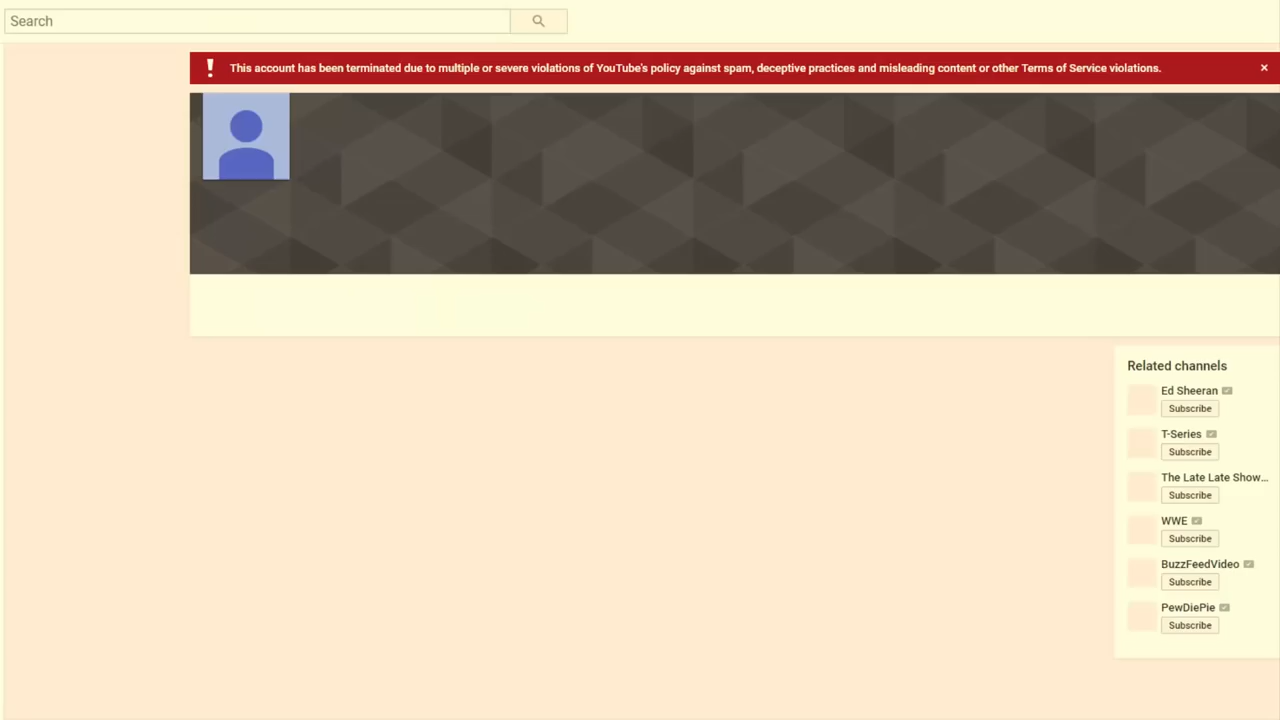 Search
This account has been terminated due to multiple or severe violations of YouTube's policy against spam, deceptive practices and misleading content or other Terms of Service violations.
Related channels
Ed Sheeran
Subscribe
T-Series
Subscribe
The Late Late Show...
Subscribe
WWE
Subscribe
BuzzFeedVideo
Subscribe
PewDiePie
Subscribe